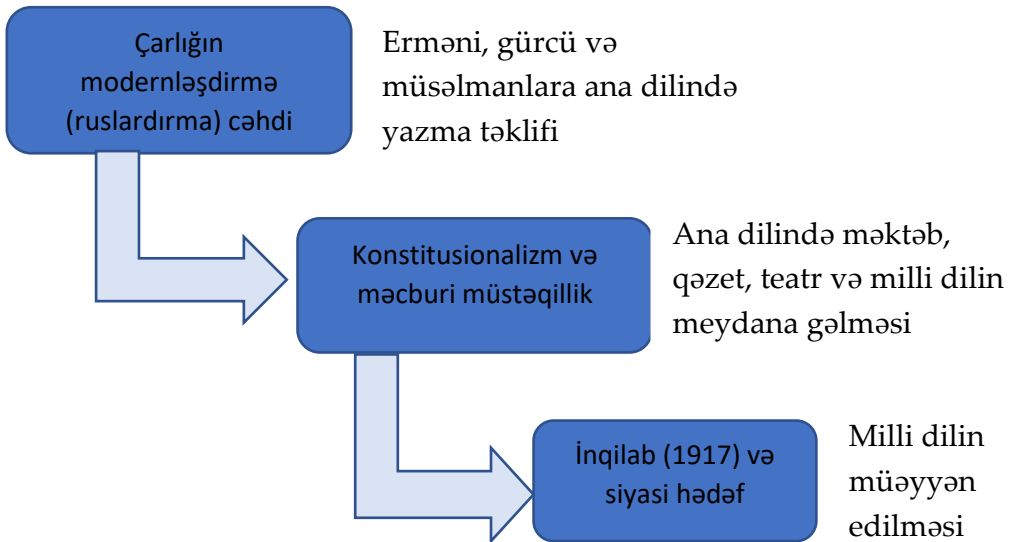 Çarlığın
modernləşdirmə
(ruslardırma) cəhdi
Erməni, gürcü və
müsəlmanlara ana dilində
yazma təklifi
Konstitusionalizm və
məcburi müstəqillik
Ana dilində məktəb,
qəzet, teatr və milli dilin
meydana gəlməsi
İnqilab (1917) və
siyasi hədəf
Milli dilin
müəyyən
edilməsi